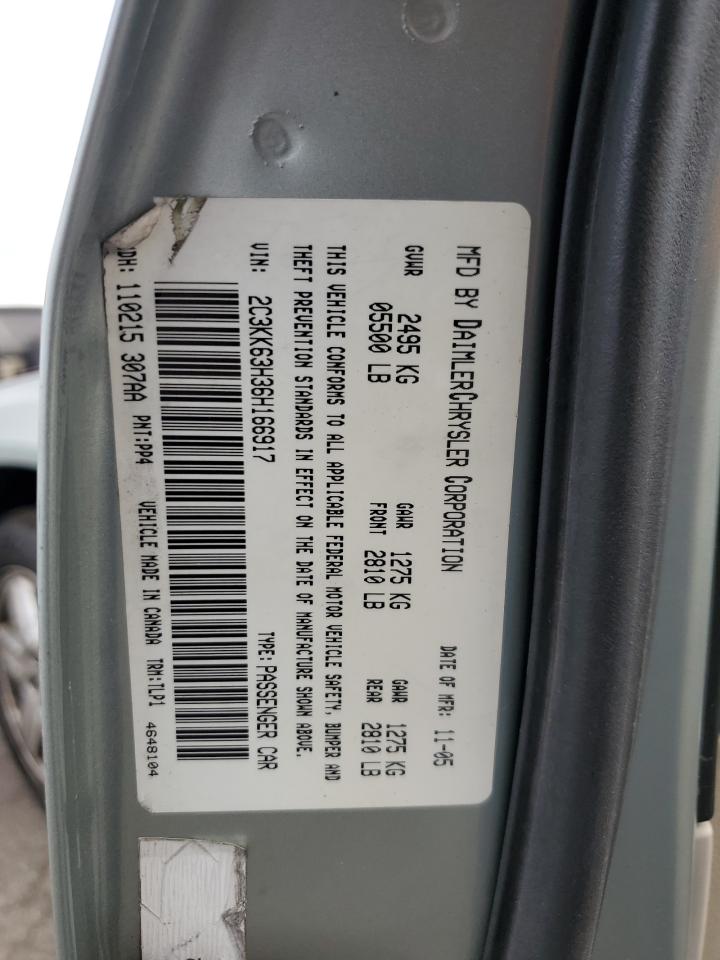 MFD BY DAIMLERCHRYSLER CORPORATION DATE OF MFR: 11-05
GVWR 2495 KG GAWR 1275 KG GAWR 1275 KG
05500 LB FRONT 2810 LB REAR 2810 LB
THIS VEHICLE CONFORMS TO ALL APPLICABLE FEDERAL MOTOR VEHICLE SAFETY, BUMPER AND
THEFT PREVENTION STANDARDS IN EFFECT ON THE DATE OF MANUFACTURE SHOWN ABOVE.
VIN: 2C3KK63H36H166917 TYPE: PASSENGER CAR
DH: 110215 307AA PNT:PP4 VEHICLE MADE IN CANADA TRM:TLP1 4648104